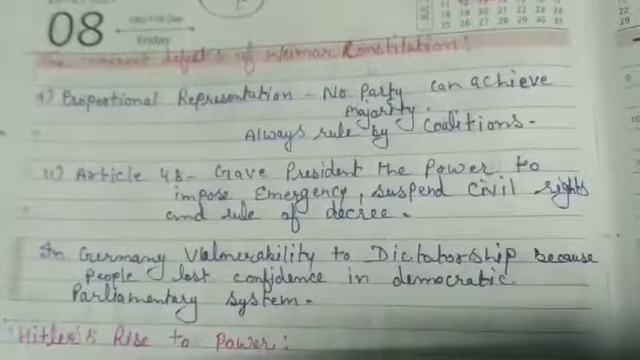 08
Friday
The inherent defects of Weimar Constitution!
i) Proportional Representation - No Party can achieve
majority.
Always rule by Coalitions.
ii) Article 48- Gave President the Power to
impose Emergency, suspend civil rights
and rule of decree.
In Germany Vulnerability to Dictatorship because
People lost confidence in democratic
Parliamentary system.
Hitler's Rise to Power: